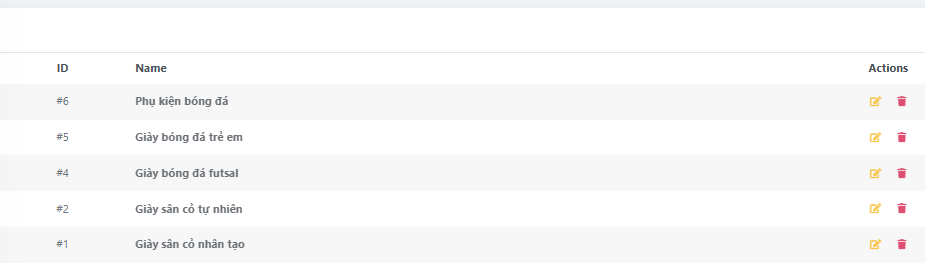 ID Name Actions
#6 Phụ kiện bóng đá
#5 Giày bóng đá trẻ em
#4 Giày bóng đá futsal
#2 Giày sân cỏ tự nhiên
#1 Giày sân cỏ nhân tạo